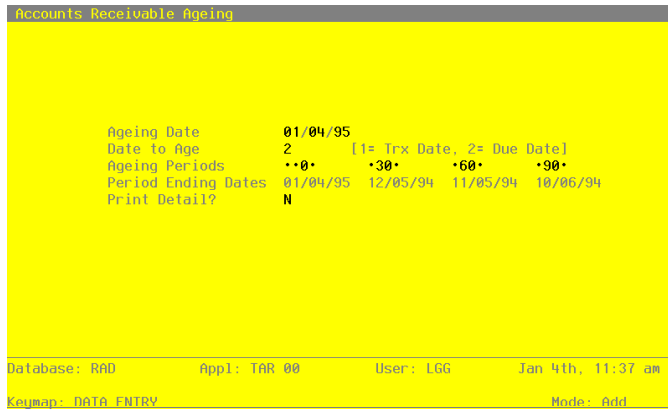 Accounts Receivable Ageing
Ageing Date 01/04/95
Date to Age 2 [1= Trx Date, 2= Due Date]
Ageing Periods ··0· ·30· ·60· ·90·
Period Ending Dates 01/04/95 12/05/94 11/05/94 10/06/94
Print Detail? N
Database: RAD Appl: TAR 00 User: LGG Jan 4th, 11:37 am
Keymap: DATA ENTRY Mode: Add